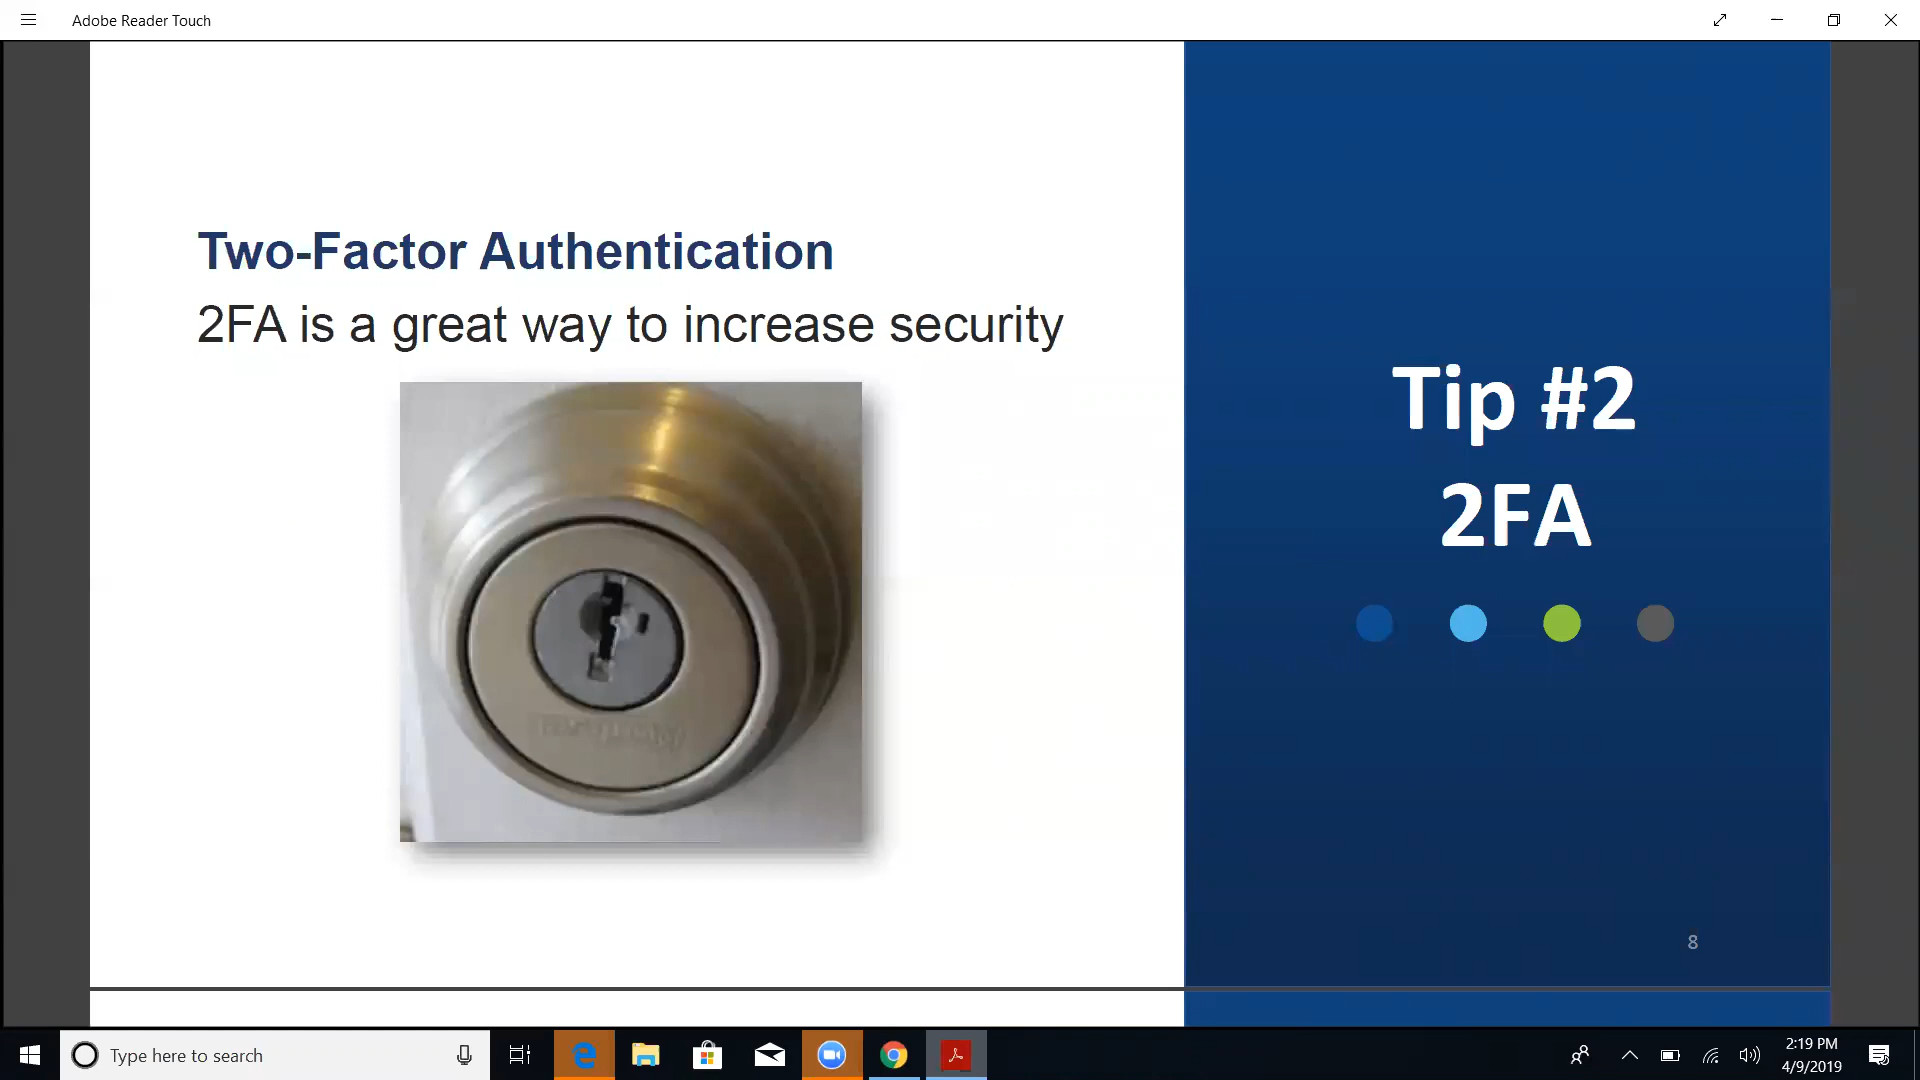 Adobe Reader Touch
Two-Factor Authentication
2FA is a great way to increase security
Tip #2
2FA
8
Type here to search
2:19 PM
4/9/2019